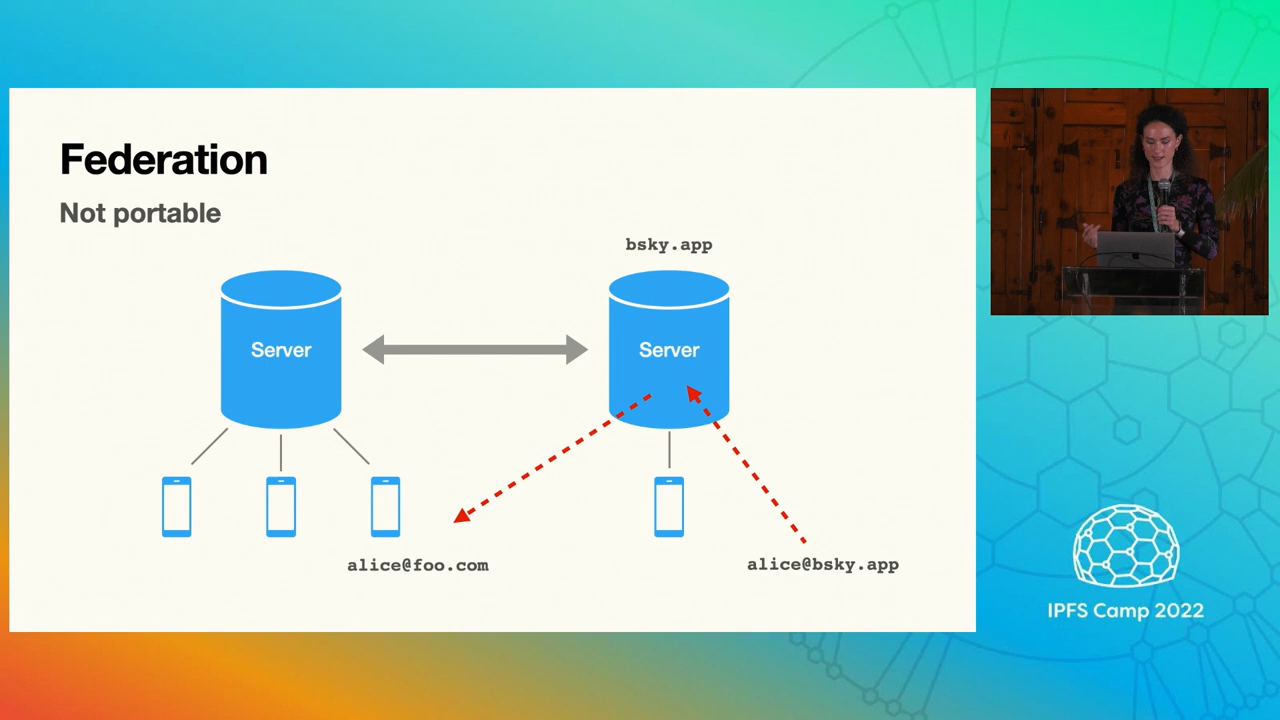 Federation
Not portable
bsky.app
Server
Server
alice@foo.com
alice@bsky.app
IPFS Camp 2022